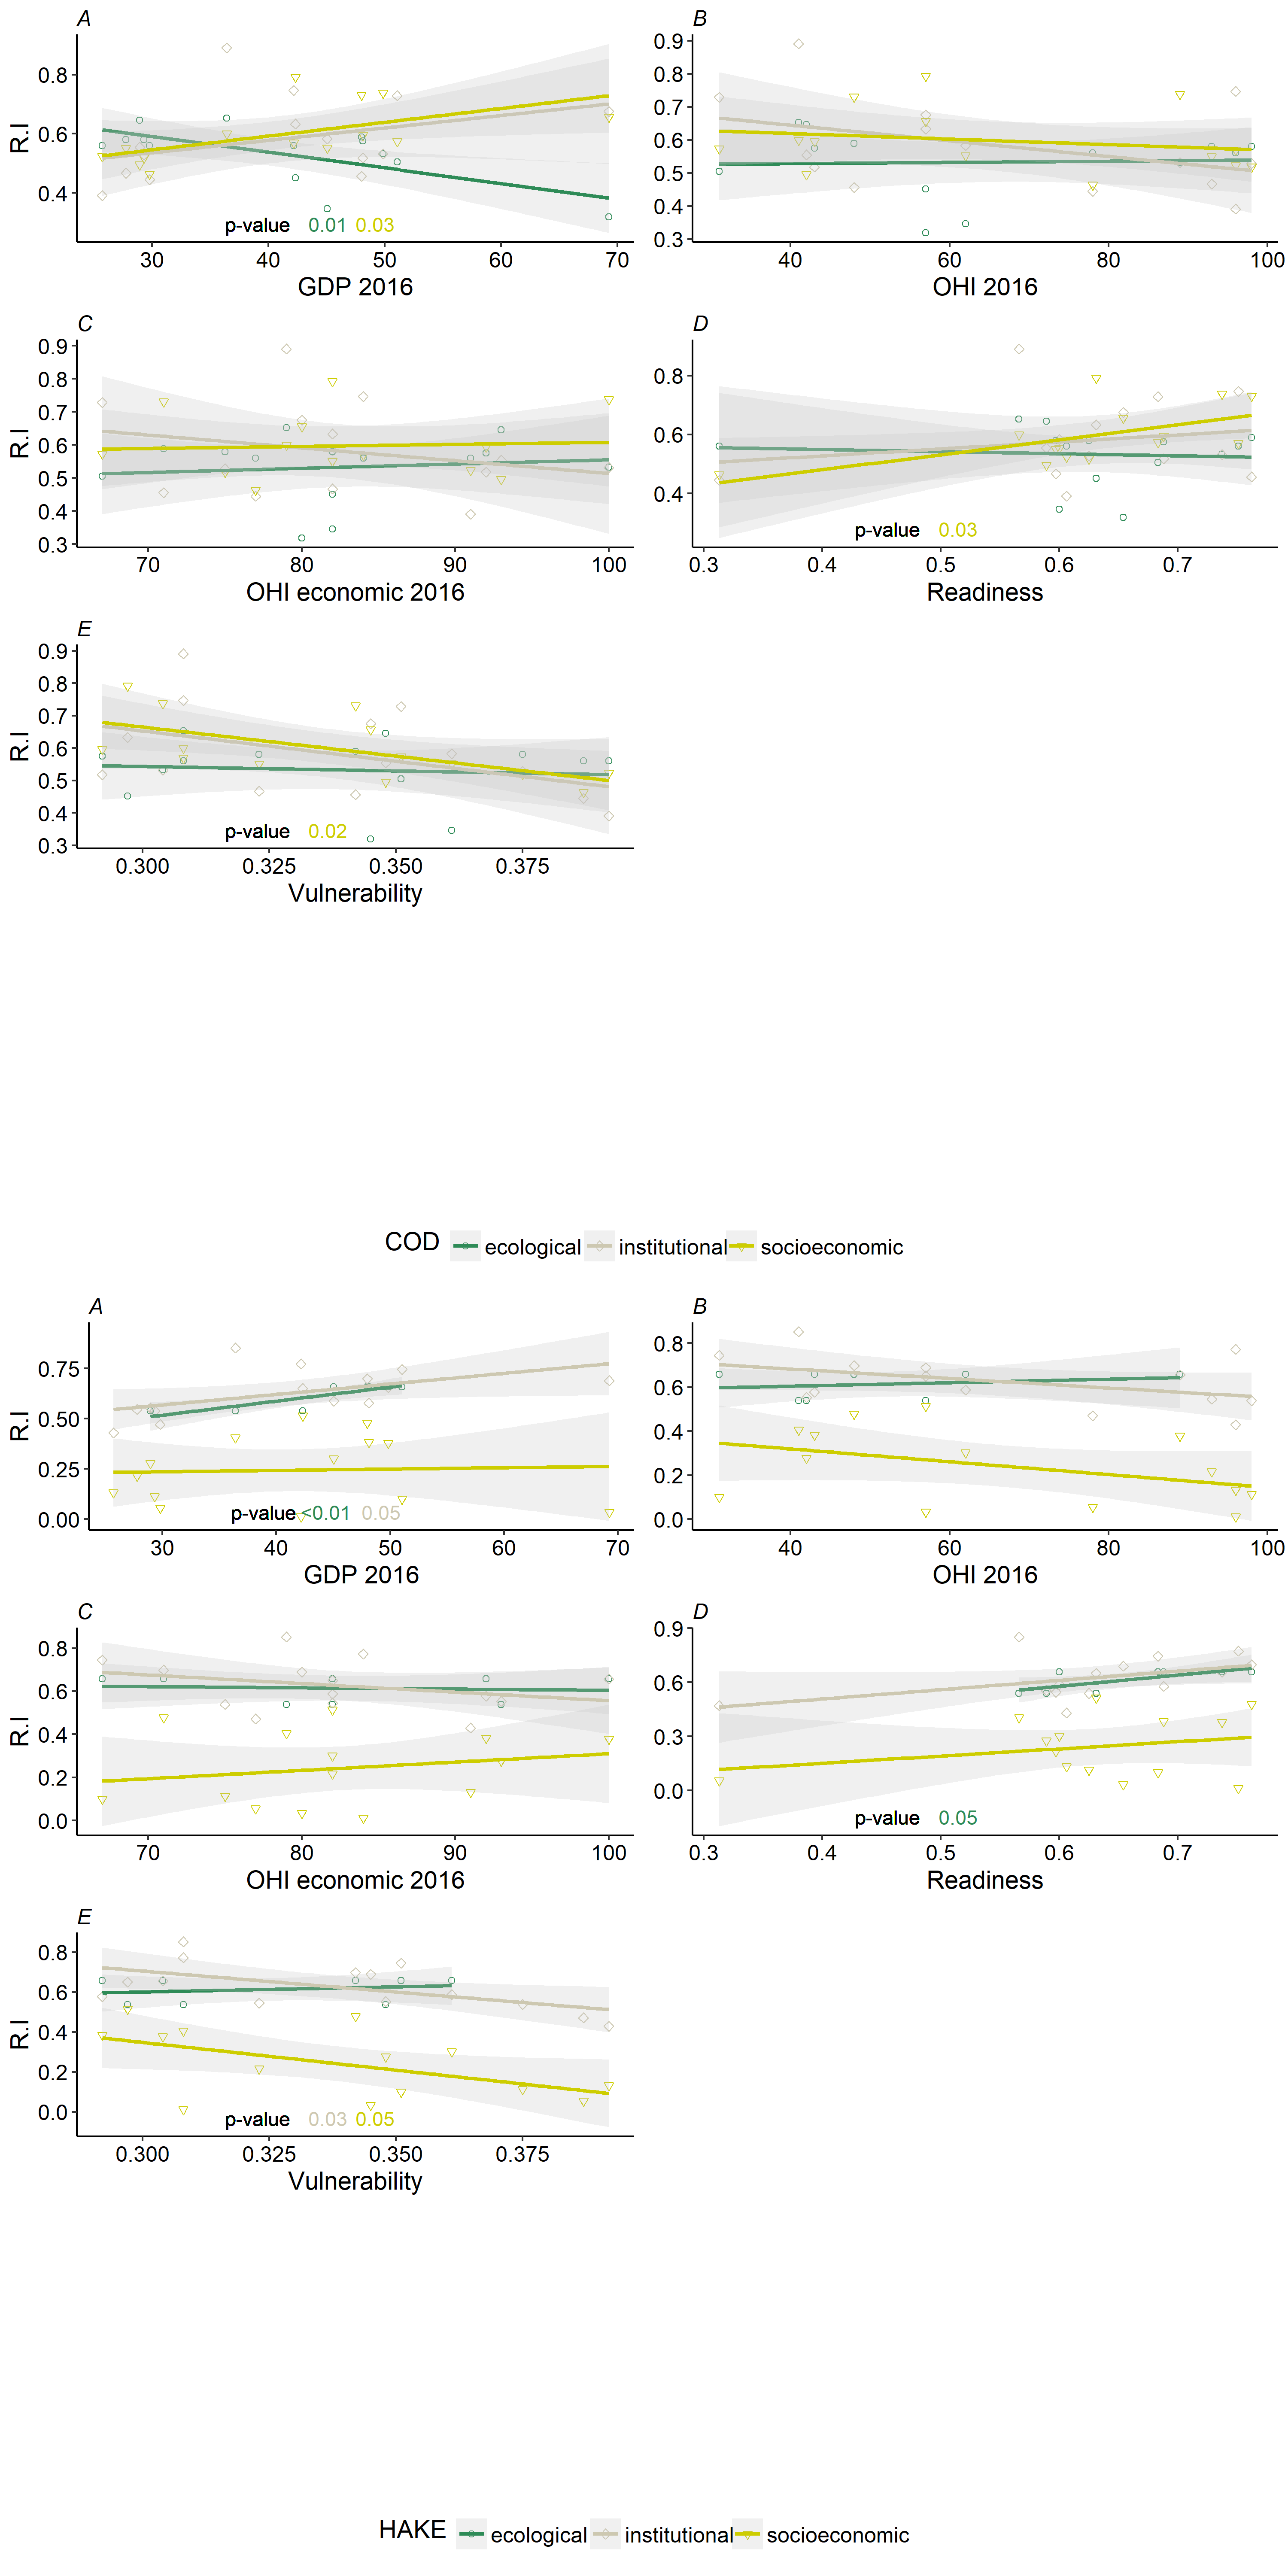 A
R.I
0.8
0.6
0.4
p-value 0.01 0.03
30 40 50 60 70
GDP 2016
B
R.I
0.9
0.8
0.7
0.6
0.5
0.4
0.3
40 60 80 100
OHI 2016
C
R.I
0.9
0.8
0.7
0.6
0.5
0.4
0.3
70 80 90 100
OHI economic 2016
D
R.I
0.8
0.6
0.4
p-value 0.03
0.3 0.4 0.5 0.6 0.7
Readiness
E
R.I
0.9
0.8
0.7
0.6
0.5
0.4
0.3
p-value 0.02
0.300 0.325 0.350 0.375
Vulnerability
COD ecological institutional socioeconomic
A
R.I
0.75
0.50
0.25
0.00
p-value <0.01 0.05
30 40 50 60 70
GDP 2016
B
R.I
0.8
0.6
0.4
0.2
0.0
40 60 80 100
OHI 2016
C
R.I
0.8
0.6
0.4
0.2
0.0
70 80 90 100
OHI economic 2016
D
R.I
0.9
0.6
0.3
0.0
p-value 0.05
0.3 0.4 0.5 0.6 0.7
Readiness
E
R.I
0.8
0.6
0.4
0.2
0.0
p-value 0.03 0.05
0.300 0.325 0.350 0.375
Vulnerability
HAKE ecological institutional socioeconomic